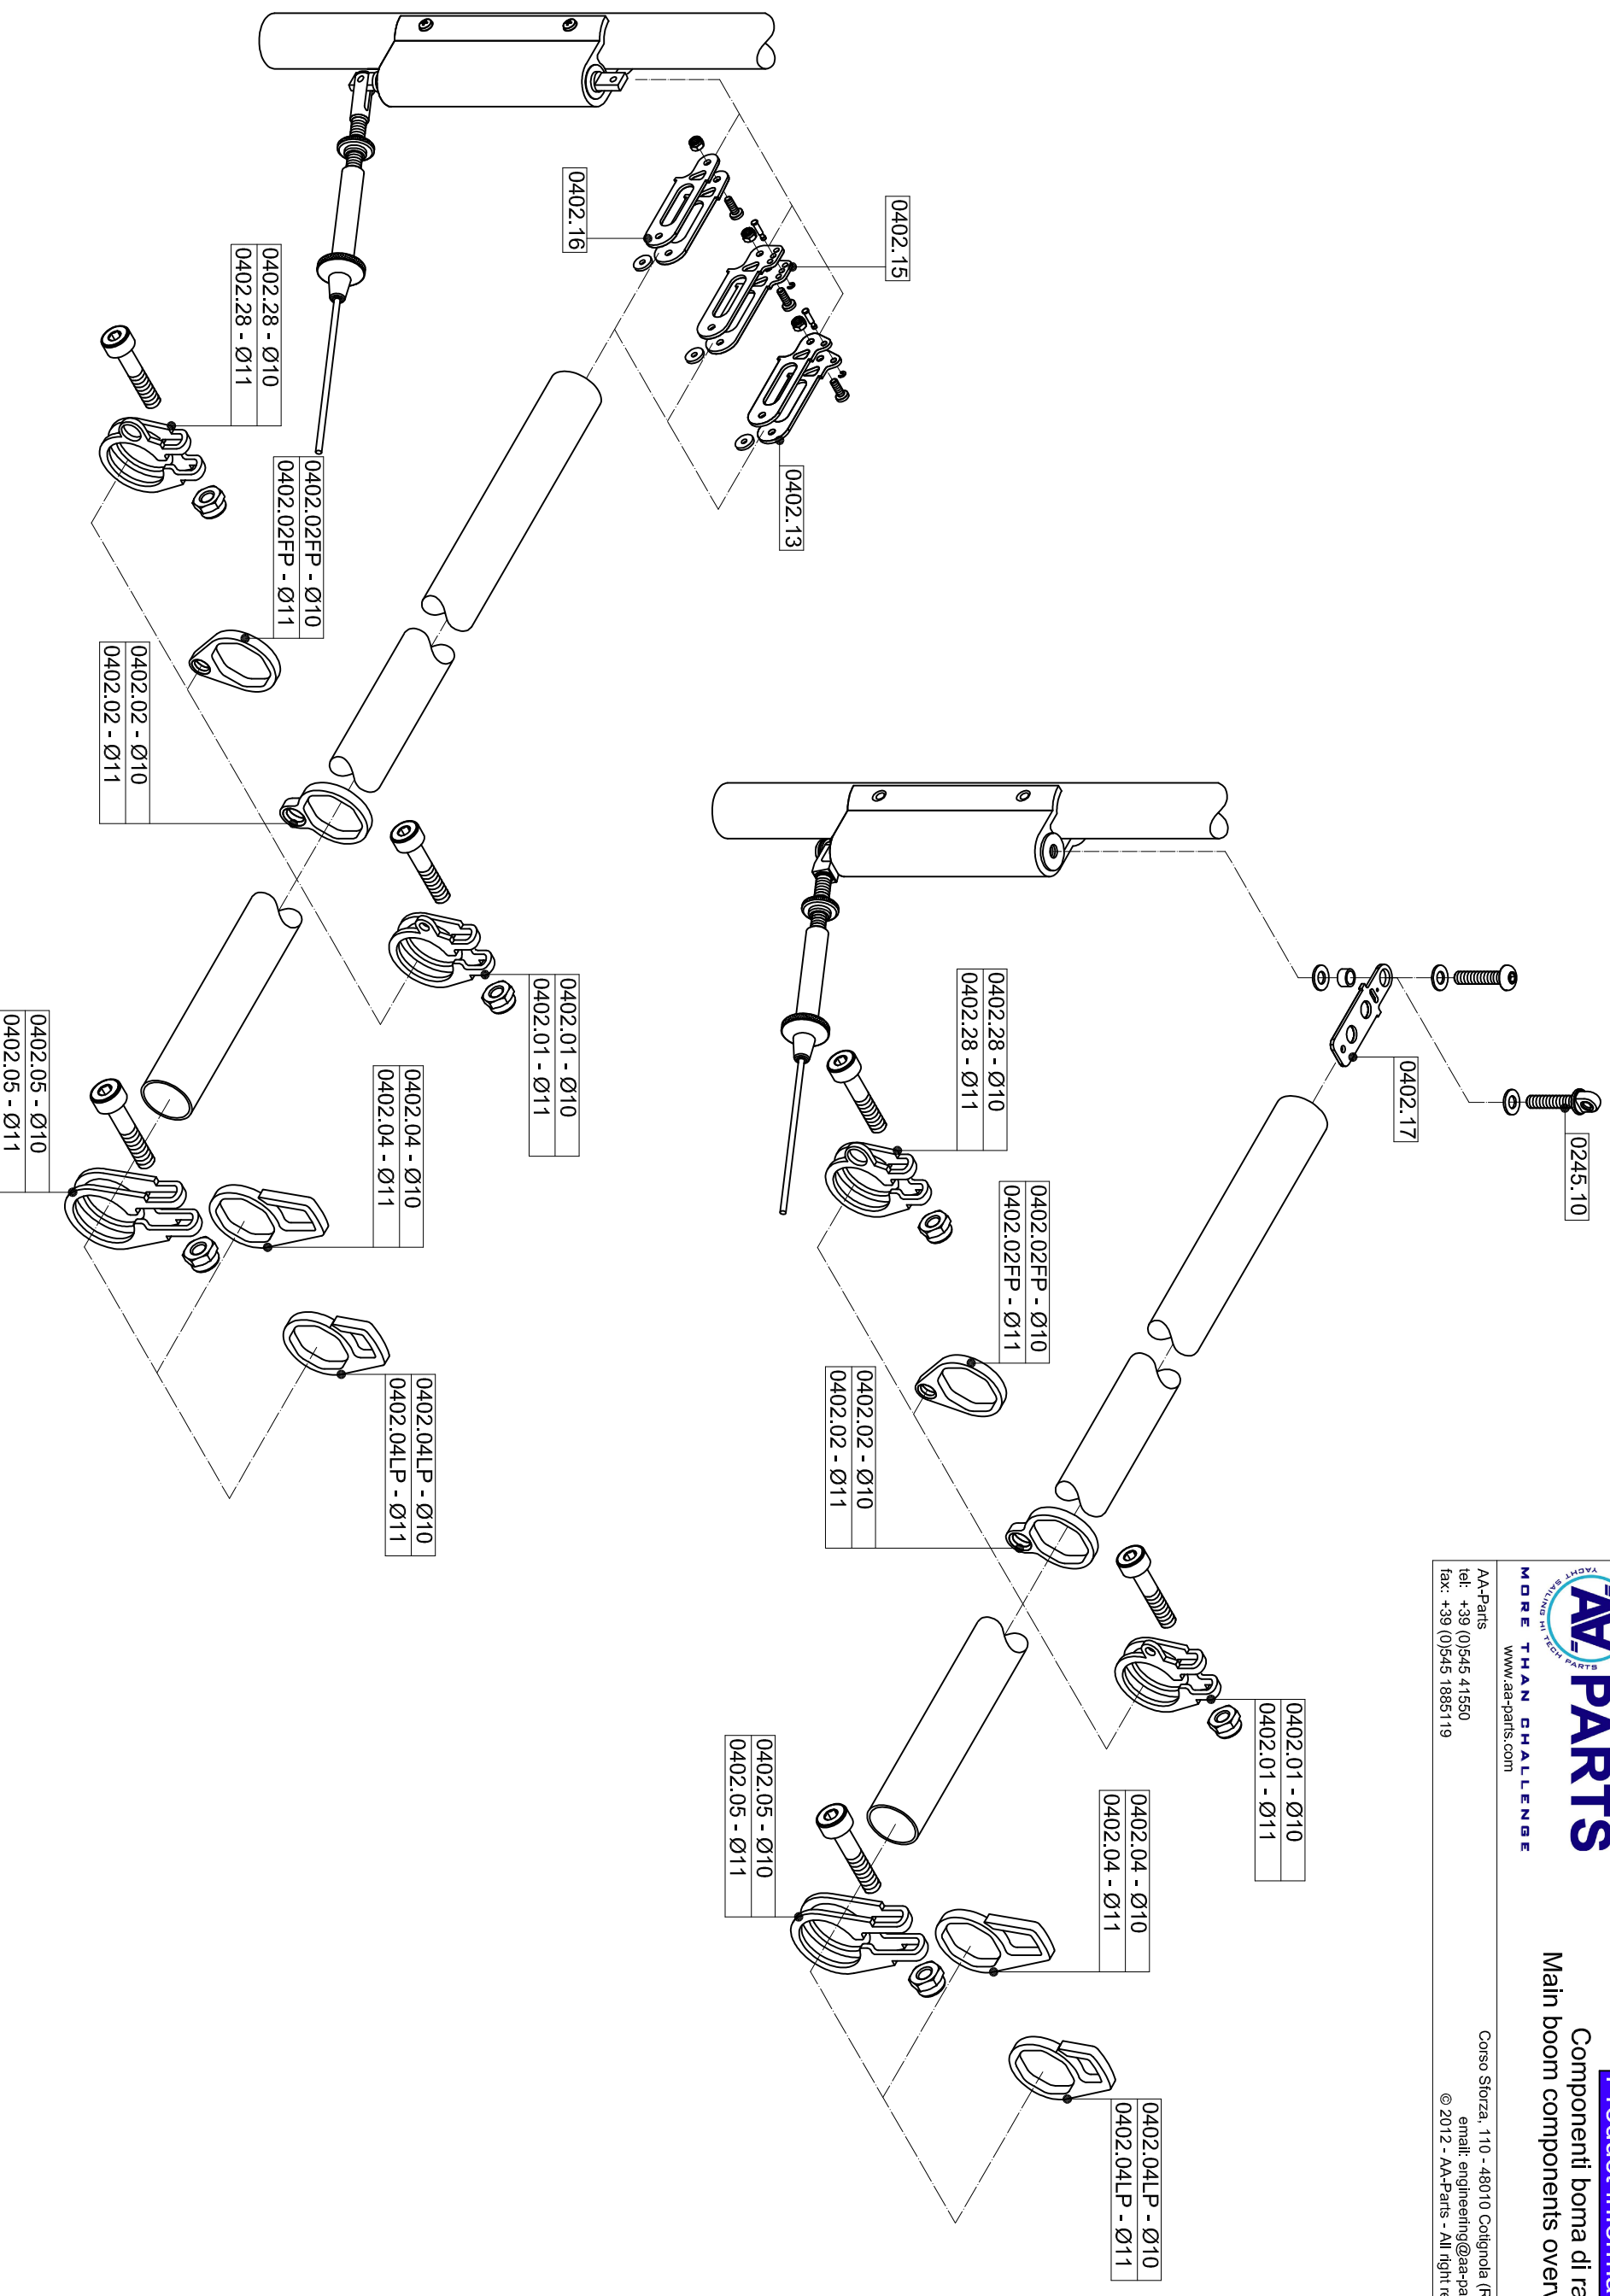 AA PARTS
YACHT SAILING HI TECH PARTS
MORE THAN CHALLENGE
www.aa-parts.com
AA-Parts
tel: +39 (0)545 41550
fax: +39 (0)545 1885119
Componenti boma di
Main boom components
Corso Sforza, 110 - 48010 Cotignola
email:
© 2012 - AA-Parts - All right
0245.10
0402.17
0402.28 - Ø10
0402.28 - Ø11
0402.02FP - Ø10
0402.02FP - Ø11
0402.02 - Ø10
0402.02 - Ø11
0402.01 - Ø10
0402.01 - Ø11
0402.04 - Ø10
0402.04 - Ø11
0402.05 - Ø10
0402.05 - Ø11
0402.04LP - Ø10
0402.04LP - Ø11
0402.15
0402.16
0402.13
0402.28 - Ø10
0402.28 - Ø11
0402.02FP - Ø10
0402.02FP - Ø11
0402.02 - Ø10
0402.02 - Ø11
0402.01 - Ø10
0402.01 - Ø11
0402.04 - Ø10
0402.04 - Ø11
0402.05 - Ø10
0402.05 - Ø11
0402.04LP - Ø10
0402.04LP - Ø11